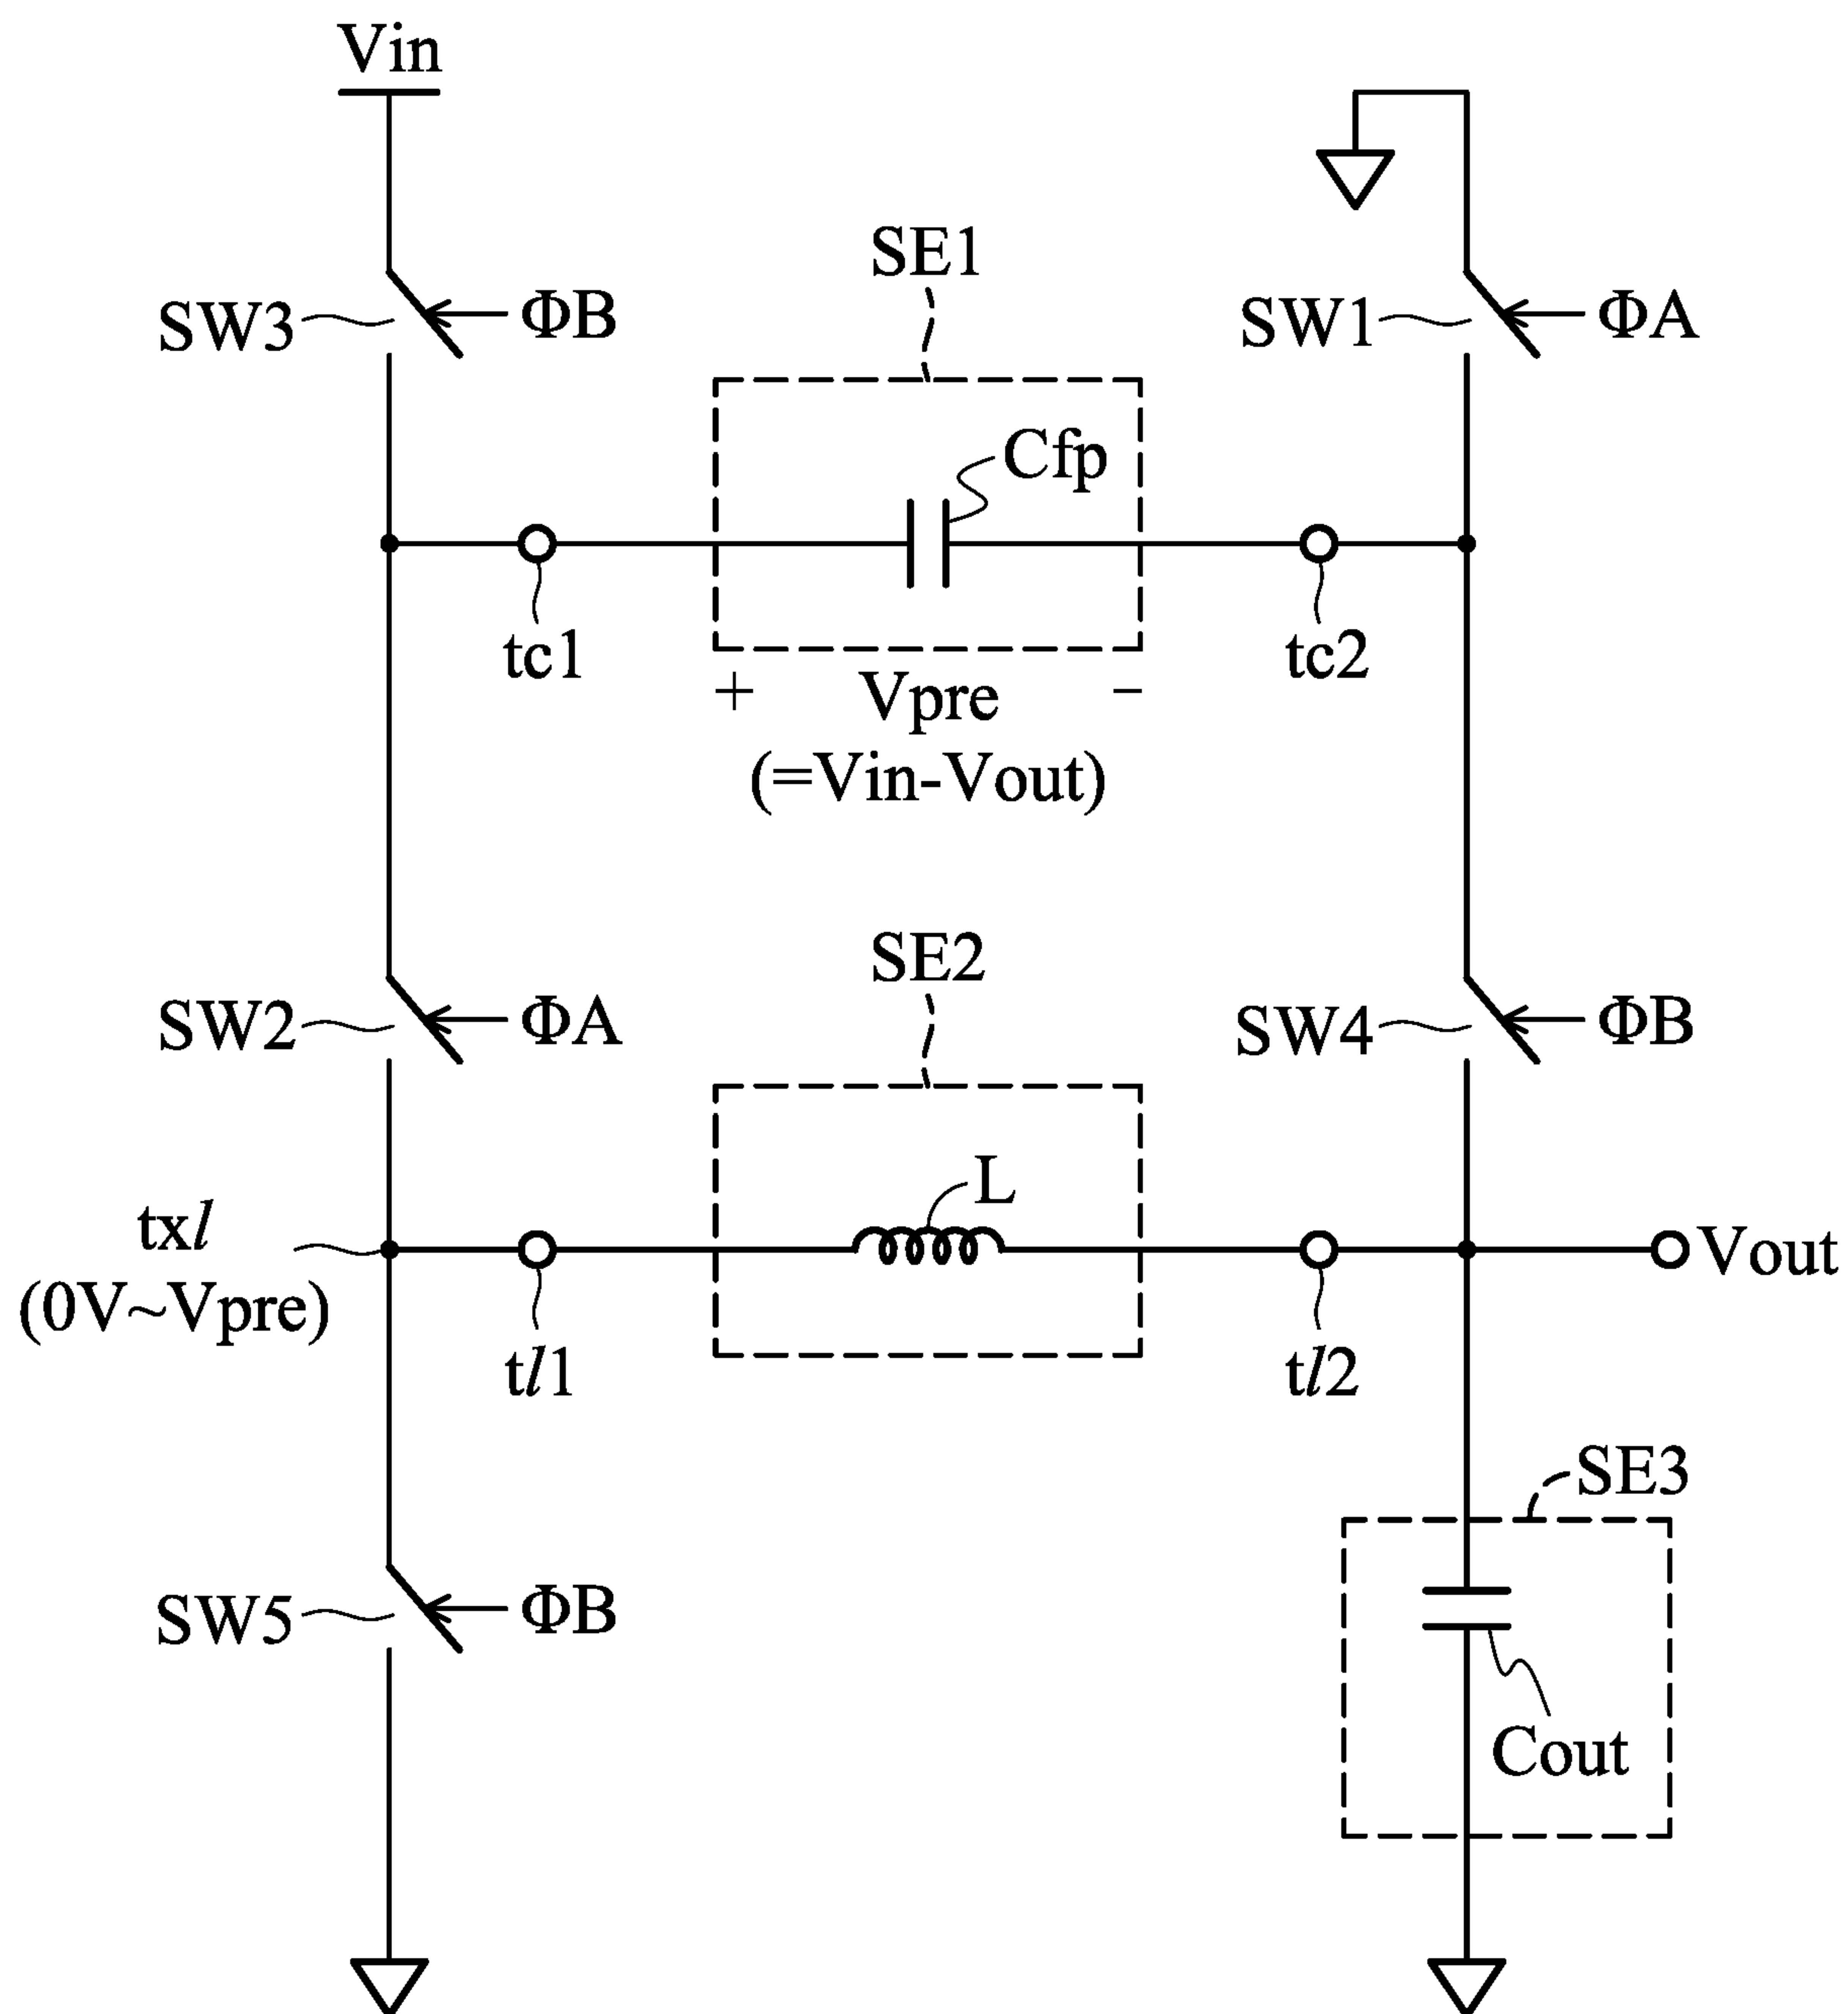 Vin
SE1
SW3
ΦB
SW1
ΦA
Cfp
tc1
tc2
+ Vpre −
(=Vin-Vout)
SE2
SW2
ΦA
SW4
ΦB
L
txl
(0V~Vpre)
Vout
tl1
tl2
SE3
SW5
ΦB
Cout